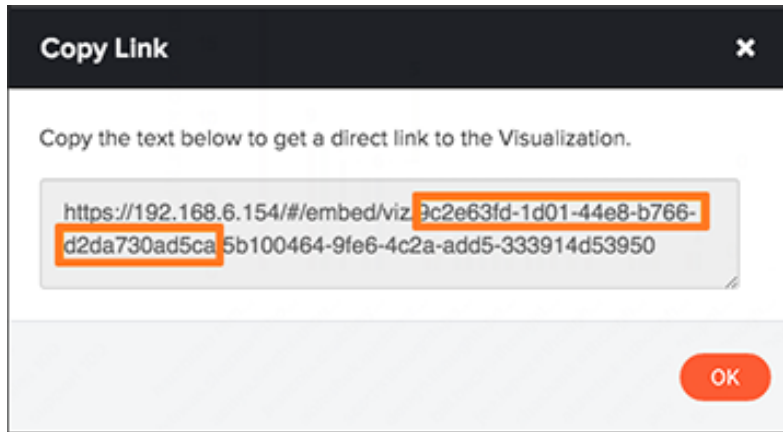 Copy Link
Copy the text below to get a direct link to the Visualization.
https://192.168.6.154/#/embed/viz/9c2e63fd-1d01-44e8-b766-
d2da730ad5ca/5b100464-9fe6-4c2a-add5-333914d53950
OK